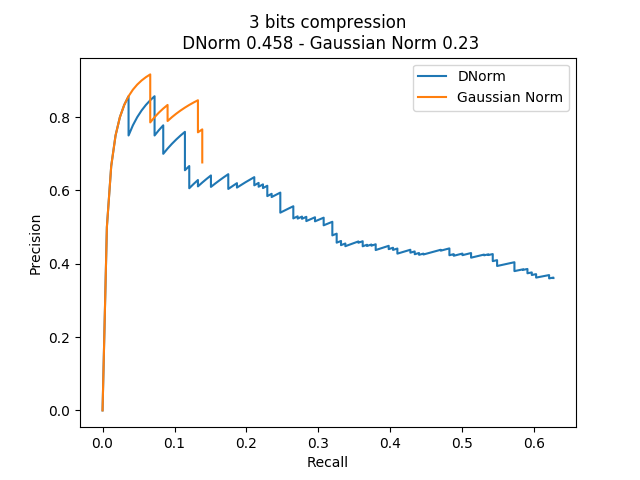 3 bits compression
DNorm 0.458 - Gaussian Norm 0.23
DNorm
Gaussian Norm
Precision
0.8
0.6
0.4
0.2
0.0
0.0 0.1 0.2 0.3 0.4 0.5 0.6
Recall